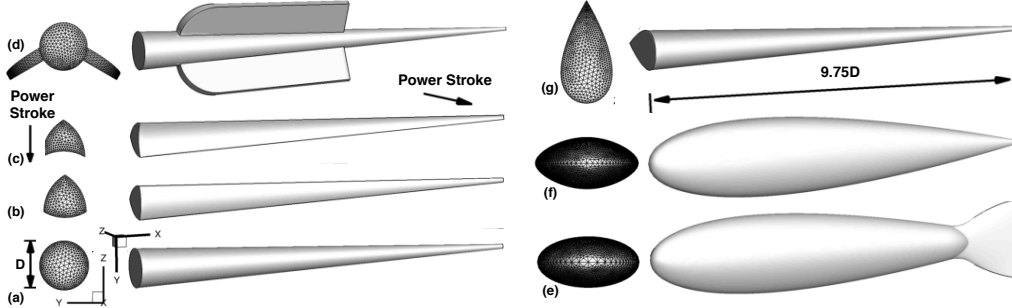 (d)
Power Stroke
Power
Stroke
(c)
(b)
D
Z
X
Y
Z
Y
X
(a)
(g)
9.75D
(f)
(e)